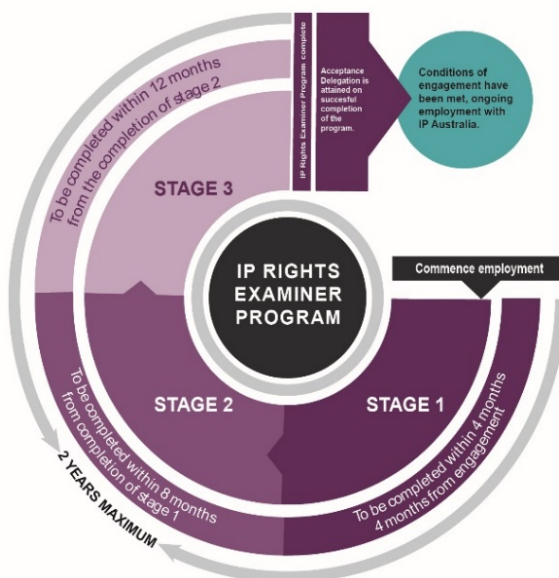 IP RIGHTS
EXAMINER
PROGRAM
Commence employment
STAGE 1
To be completed within 4 months
4 months from engagement
STAGE 2
To be completed within 8 months
from completion of stage 1
STAGE 3
To be completed within 12 months
from the completion of stage 2
2 YEARS MAXIMUM
IP Rights Examiner Program complete
Acceptance
Delegation is
attained on
succesful
completion
of the
program.
Conditions of
engagement have
been met, ongoing
employment with
IP Australia.